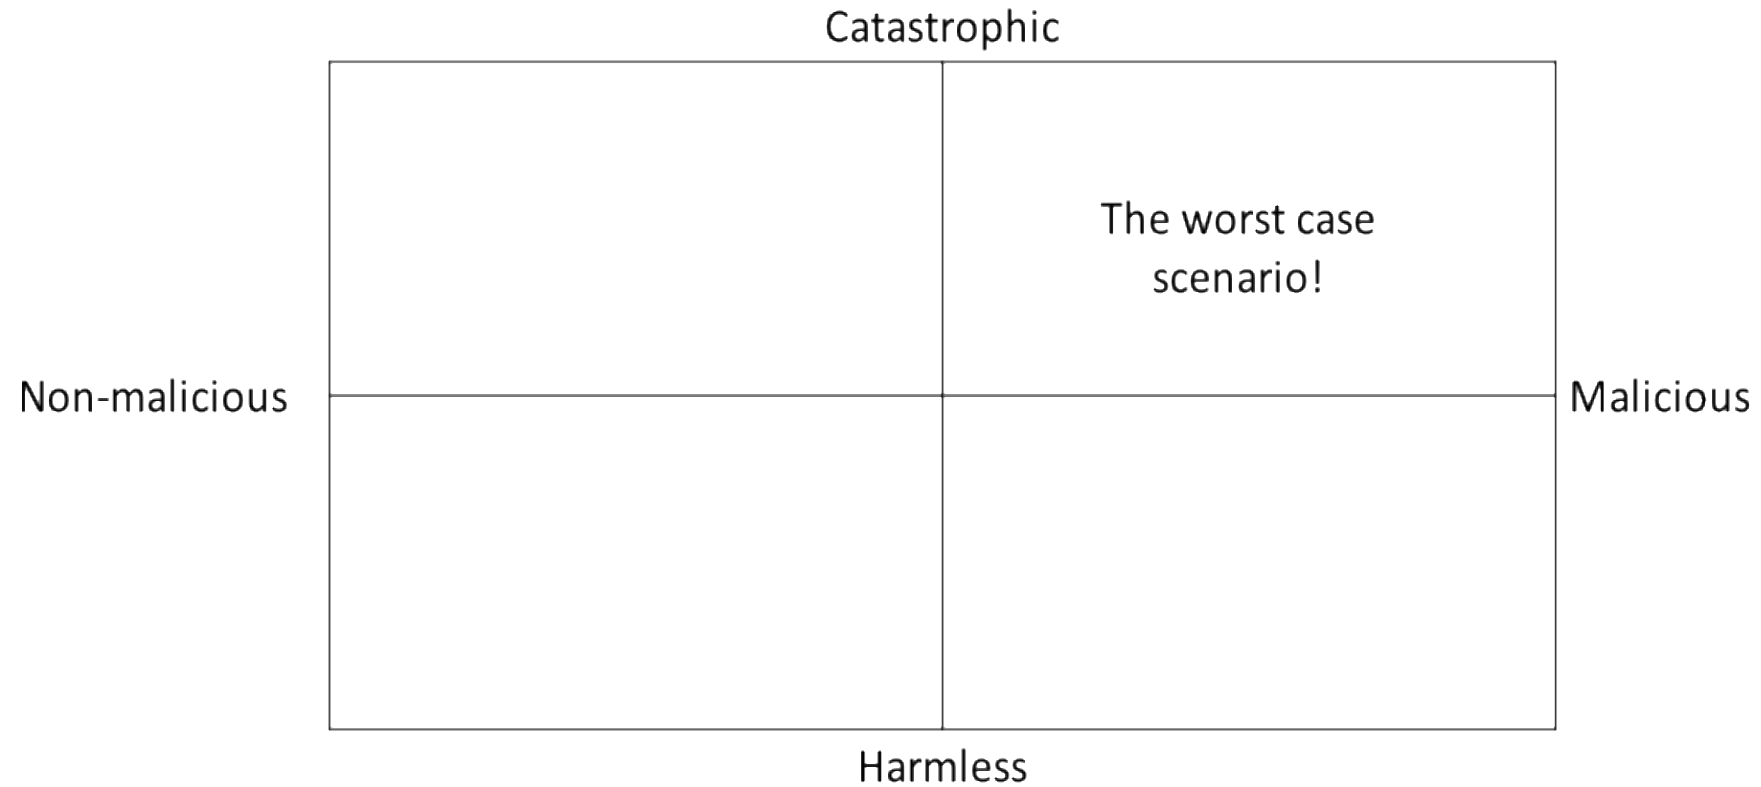 Catastrophic
The worst case
scenario!
Non-malicious
Malicious
Harmless